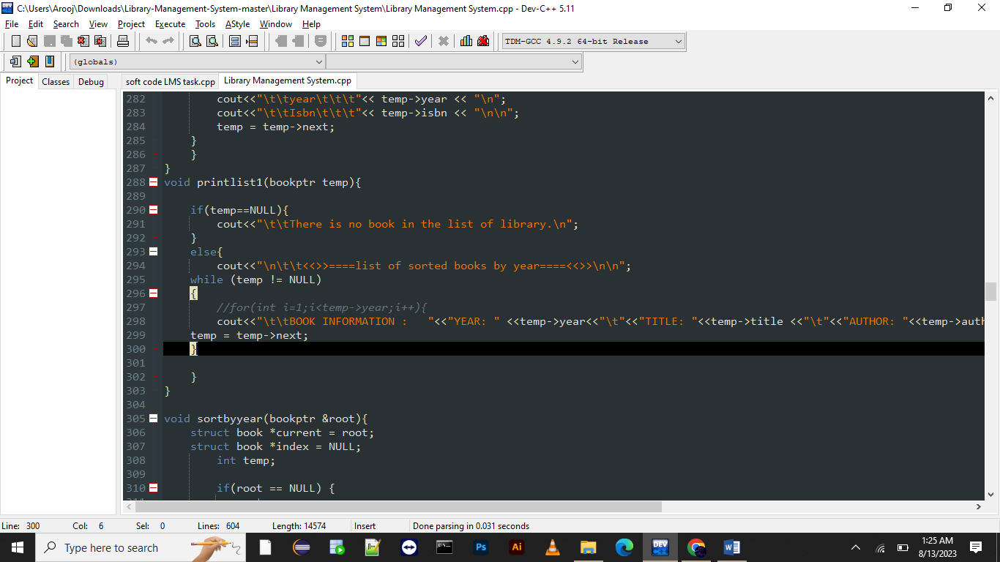 C:\Users\Arooj\Downloads\Library-Management-System-master\Library Management System\Library Management System.cpp - Dev-C++ 5.11
File Edit Search View Project Execute Tools AStyle Window Help
TDM-GCC 4.9.2 64-bit Release
(globals)
Project Classes Debug soft code LMS task.cpp Library Management System.cpp
282 cout<<"\t\tyear\t\t\t"<< temp->year << "\n";
283 cout<<"\t\tIsbn\t\t\t"<< temp->isbn << "\n\n";
284 temp = temp->next;
285 }
286 }
287 }
288 void printlist1(bookptr temp){
289
290 if(temp==NULL){
291 cout<<"\t\tThere is no book in the list of library.\n";
292 }
293 else{
294 cout<<"\n\t\t<<>>====list of sorted books by year====<<>>\n\n";
295 while (temp != NULL)
296 {
297 //for(int i=1;i<temp->year;i++){
298 cout<<"\t\tBOOK INFORMATION :   "<<"YEAR: " <<temp->year<<"\t"<<"TITLE: "<<temp->title <<"\t"<<"AUTHOR: "<<temp->auth
299 temp = temp->next;
300 }
301
302 }
303 }
304
305 void sortbyyear(bookptr &root){
306 struct book *current = root;
307 struct book *index = NULL;
308 int temp;
309
310 if(root == NULL) {
Line: 300 Col: 6 Sel: 0 Lines: 604 Length: 14574 Insert Done parsing in 0.031 seconds
Type here to search
Ps Ai DEV W
1:25 AM
8/13/2023